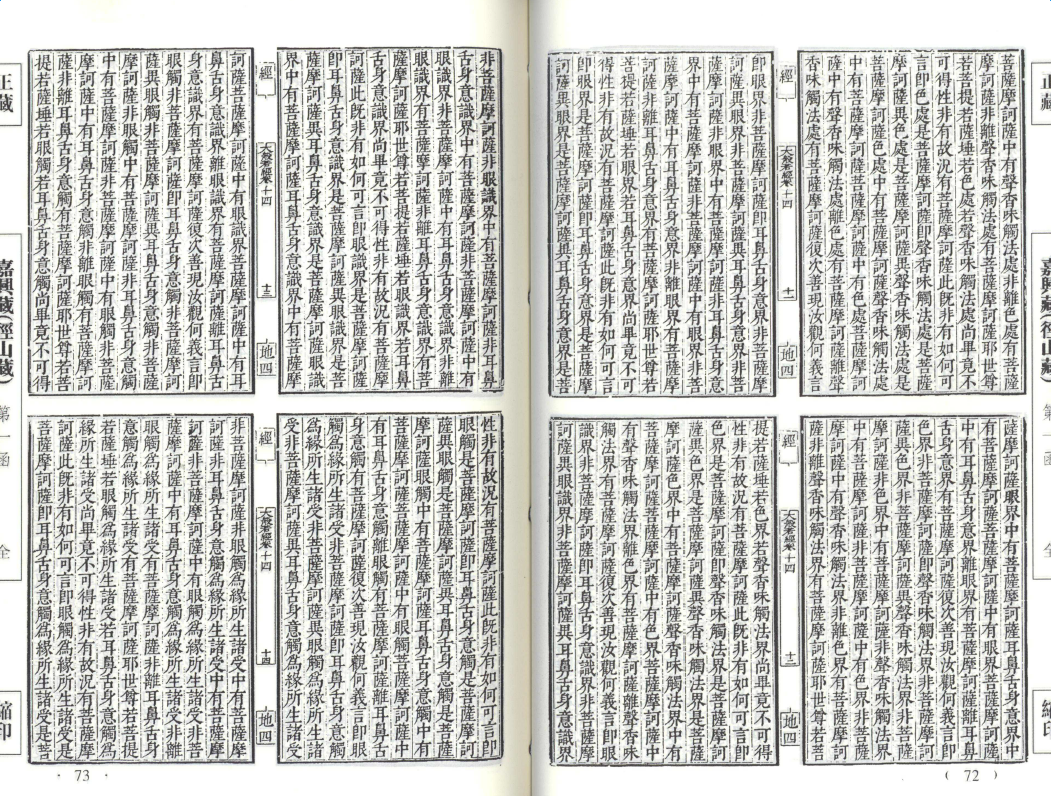 正藏
嘉興藏(徑山藏)
第一函
全
縮印
菩薩摩訶薩中有聲香味觸法處非離色處有菩薩
摩訶薩非離聲香味觸法處有菩薩摩訶薩耶世尊
若菩提若薩埵若色處若聲香味觸法處尚畢竟不
可得性非有故況有菩薩摩訶薩此既非有如何可
言即色處是菩薩摩訶薩即聲香味觸法處是菩薩
摩訶薩異色處是菩薩摩訶薩異聲香味觸法處是
菩薩摩訶薩色處中有菩薩摩訶薩聲香味觸法處
中有菩薩摩訶薩菩薩摩訶薩中有色處菩薩摩訶
薩中有聲香味觸法處離色處有菩薩摩訶薩離聲
香味觸法處有菩薩摩訶薩復次善現汝觀何義言
經 大般若經卷十四 十二 地四
即眼界非菩薩摩訶薩即耳鼻舌身意界非菩薩摩
訶薩異眼界非菩薩摩訶薩異耳鼻舌身意界非菩
薩摩訶薩非眼界中有菩薩摩訶薩非耳鼻舌身意
界中有菩薩摩訶薩非菩薩摩訶薩中有眼界非菩
薩摩訶薩中有耳鼻舌身意界非離眼界有菩薩摩
訶薩非離耳鼻舌身意界有菩薩摩訶薩耶世尊若
菩提若薩埵若眼界若耳鼻舌身意界尚畢竟不可
得性非有故況有菩薩摩訶薩此既非有如何可言
即眼界是菩薩摩訶薩即耳鼻舌身意界是菩薩摩
訶薩異眼界是菩薩摩訶薩異耳鼻舌身意界是菩
薩摩訶薩眼界中有菩薩摩訶薩耳鼻舌身意界中
有菩薩摩訶薩菩薩摩訶薩中有眼界菩薩摩訶薩
中有耳鼻舌身意界離眼界有菩薩摩訶薩離耳鼻
舌身意界有菩薩摩訶薩復次善現汝觀何義言即
色界非菩薩摩訶薩即聲香味觸法界非菩薩摩訶
薩異色界非菩薩摩訶薩異聲香味觸法界非菩薩
摩訶薩非色界中有菩薩摩訶薩非聲香味觸法界
中有菩薩摩訶薩非菩薩摩訶薩中有色界非菩薩
摩訶薩中有聲香味觸法界非離色界有菩薩摩訶
薩非離聲香味觸法界有菩薩摩訶薩耶世尊若菩
經 大般若經卷十四 地四
提若薩埵若色界若聲香味觸法界尚畢竟不可得
性非有故況有菩薩摩訶薩此既非有如何可言即
色界是菩薩摩訶薩即聲香味觸法界是菩薩摩訶
薩異色界是菩薩摩訶薩異聲香味觸法界是菩薩
摩訶薩色界中有菩薩摩訶薩聲香味觸法界中有
菩薩摩訶薩菩薩摩訶薩中有色界菩薩摩訶薩中
有聲香味觸法界離色界有菩薩摩訶薩離聲香味
觸法界有菩薩摩訶薩復次善現汝觀何義言即眼
識界非菩薩摩訶薩即耳鼻舌身意識界非菩薩摩
訶薩異眼識界非菩薩摩訶薩異耳鼻舌身意識界
( 72 )
非菩薩摩訶薩非眼識界中有菩薩摩訶薩非耳鼻
舌身意識界中有菩薩摩訶薩非菩薩摩訶薩中有
眼識界非菩薩摩訶薩中有耳鼻舌身意識界非離
眼識界有菩薩摩訶薩非離耳鼻舌身意識界有菩
薩摩訶薩耶世尊若菩提若薩埵若眼識界若耳鼻
舌身意識界尚畢竟不可得性非有故況有菩薩摩
訶薩此既非有如何可言即眼識界是菩薩摩訶薩
即耳鼻舌身意識界是菩薩摩訶薩異眼識界是菩
薩摩訶薩異耳鼻舌身意識界是菩薩摩訶薩眼識
界中有菩薩摩訶薩耳鼻舌身意識界中有菩薩摩
經 大般若經卷十四 十三 地四
訶薩菩薩摩訶薩中有眼識界菩薩摩訶薩中有耳
鼻舌身意識界離眼識界有菩薩摩訶薩離耳鼻舌
身意識界有菩薩摩訶薩復次善現汝觀何義言即
眼觸非菩薩摩訶薩即耳鼻舌身意觸非菩薩摩訶
薩異眼觸非菩薩摩訶薩異耳鼻舌身意觸非菩薩
摩訶薩非眼觸中有菩薩摩訶薩非耳鼻舌身意觸
中有菩薩摩訶薩非菩薩摩訶薩中有眼觸非菩薩
摩訶薩中有耳鼻舌身意觸非離眼觸有菩薩摩訶
薩非離耳鼻舌身意觸有菩薩摩訶薩耶世尊若菩
提若薩埵若眼觸若耳鼻舌身意觸尚畢竟不可得
性非有故況有菩薩摩訶薩此既非有如何可言即
眼觸是菩薩摩訶薩即耳鼻舌身意觸是菩薩摩訶
薩異眼觸是菩薩摩訶薩異耳鼻舌身意觸是菩薩
摩訶薩眼觸中有菩薩摩訶薩耳鼻舌身意觸中有
菩薩摩訶薩菩薩摩訶薩中有眼觸菩薩摩訶薩中
有耳鼻舌身意觸離眼觸有菩薩摩訶薩離耳鼻舌
身意觸有菩薩摩訶薩復次善現汝觀何義言即眼
觸為緣所生諸受非菩薩摩訶薩即耳鼻舌身意觸
為緣所生諸受非菩薩摩訶薩異眼觸為緣所生諸
受非菩薩摩訶薩異耳鼻舌身意觸為緣所生諸受
經 大般若經卷十四 十四 地四
非菩薩摩訶薩非眼觸為緣所生諸受中有菩薩摩
訶薩非耳鼻舌身意觸為緣所生諸受中有菩薩摩
訶薩非菩薩摩訶薩中有眼觸為緣所生諸受非菩
薩摩訶薩中有耳鼻舌身意觸為緣所生諸受非離
眼觸為緣所生諸受有菩薩摩訶薩非離耳鼻舌身
意觸為緣所生諸受有菩薩摩訶薩耶世尊若菩提
若薩埵若眼觸為緣所生諸受若耳鼻舌身意觸為
緣所生諸受尚畢竟不可得性非有故況有菩薩摩
訶薩此既非有如何可言即眼觸為緣所生諸受是
菩薩摩訶薩即耳鼻舌身意觸為緣所生諸受是菩
正藏
嘉興藏(徑山藏)
第一函
全
縮印
· 73 ·